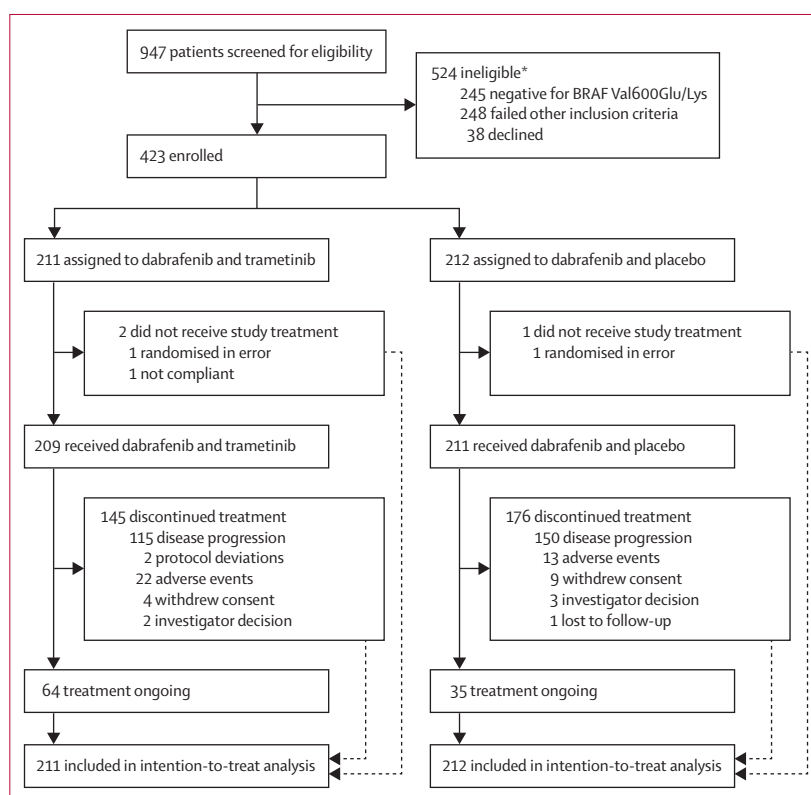 947 patients screened for eligibility
524 ineligible*
245 negative for BRAF Val600Glu/Lys
248 failed other inclusion criteria
38 declined
423 enrolled
211 assigned to dabrafenib and trametinib
212 assigned to dabrafenib and placebo
2 did not receive study treatment
1 randomised in error
1 not compliant
1 did not receive study treatment
1 randomised in error
209 received dabrafenib and trametinib
211 received dabrafenib and placebo
145 discontinued treatment
115 disease progression
2 protocol deviations
22 adverse events
4 withdrew consent
2 investigator decision
176 discontinued treatment
150 disease progression
13 adverse events
9 withdrew consent
3 investigator decision
1 lost to follow-up
64 treatment ongoing
35 treatment ongoing
211 included in intention-to-treat analysis
212 included in intention-to-treat analysis